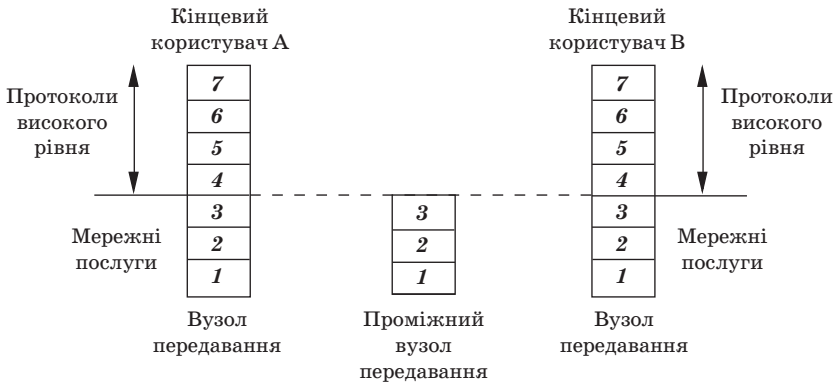 Кінцевий
користувач A
Кінцевий
користувач B
Протоколи
високого
рівня
7
6
5
4
3
2
1
Мережні
послуги
Вузол
передавання
3
2
1
Проміжний
вузол
передавання
7
6
5
4
3
2
1
Протоколи
високого
рівня
Мережні
послуги
Вузол
передавання